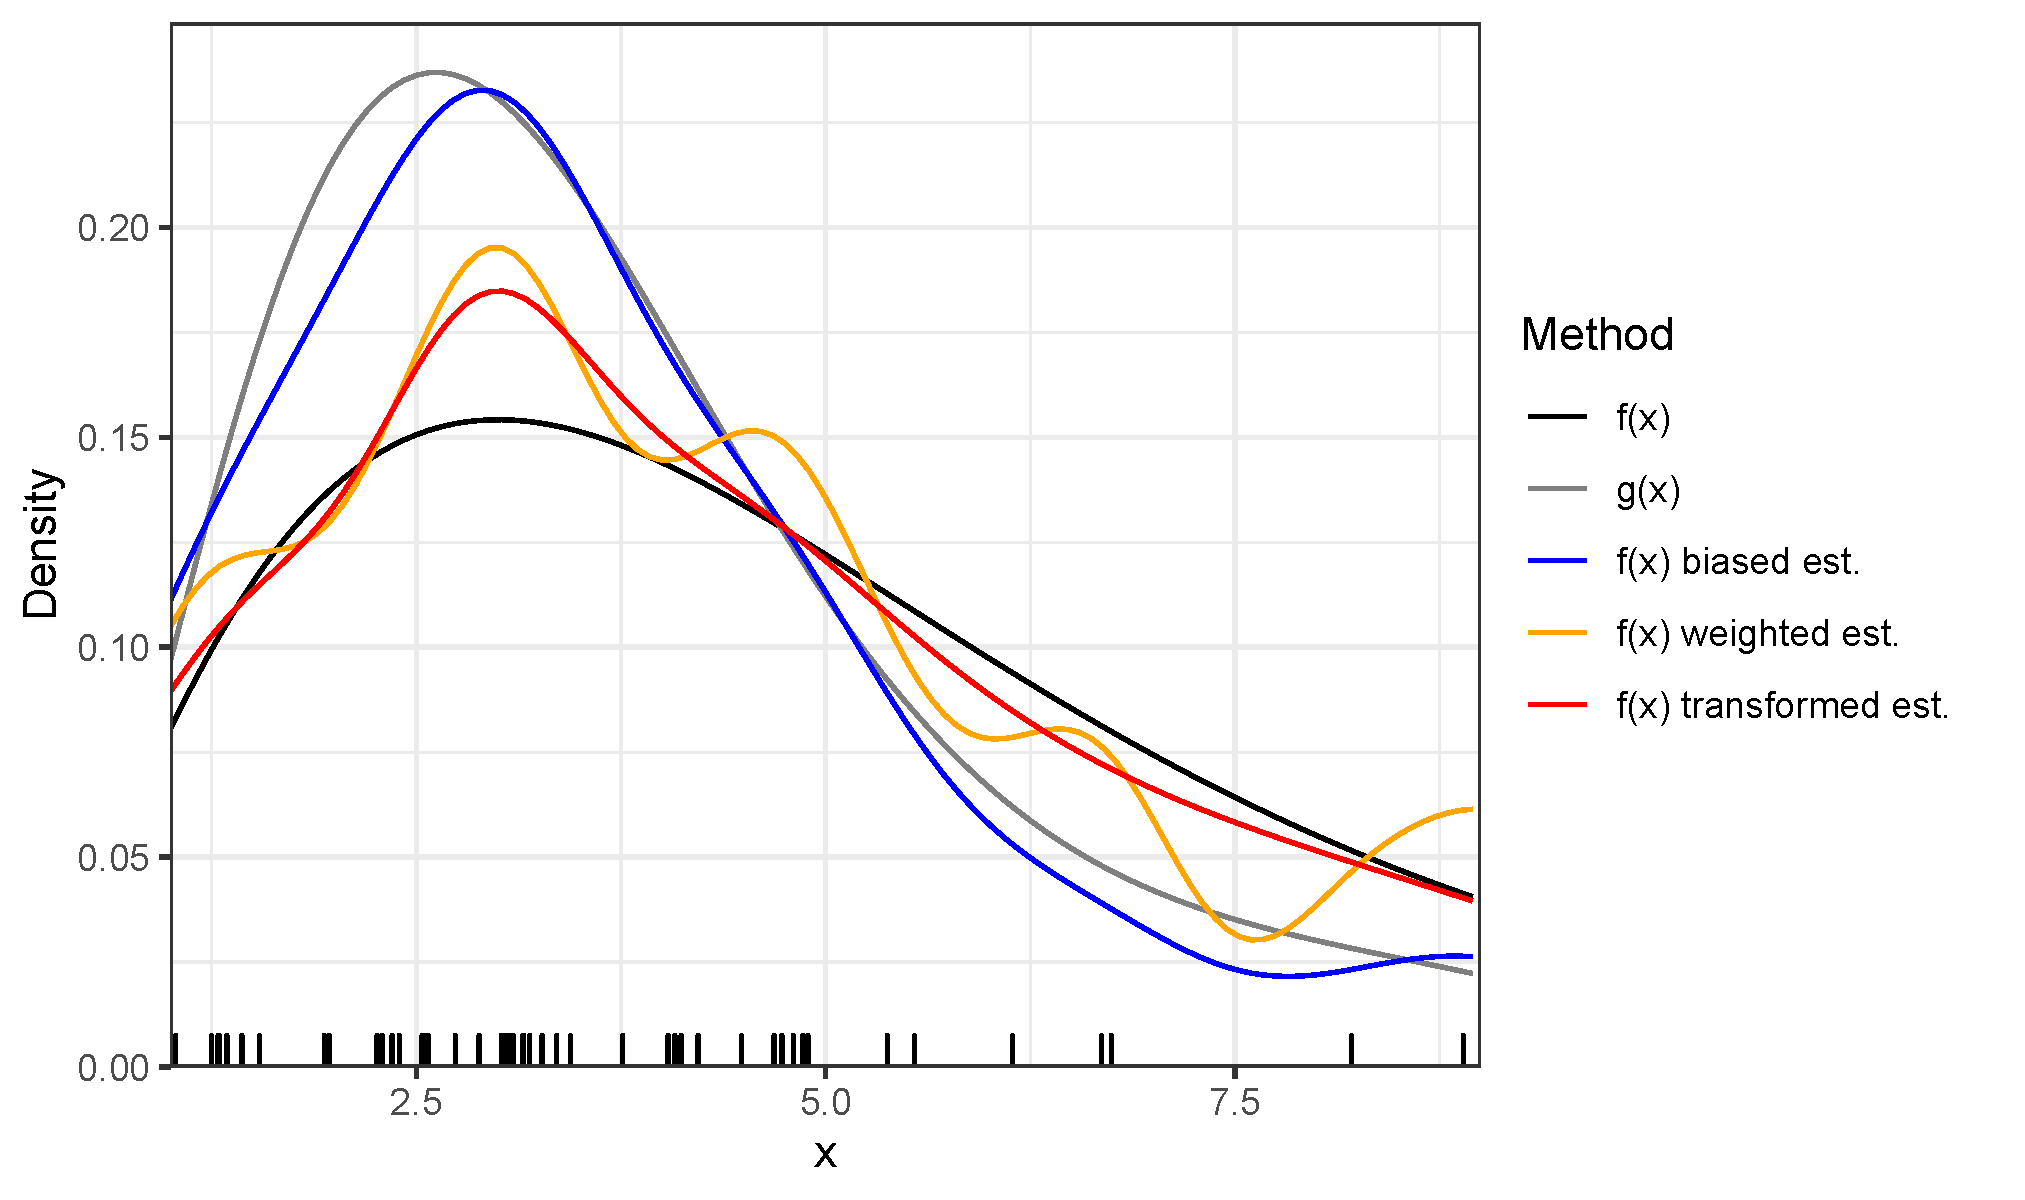 Density
0.20
0.15
0.10
0.05
0.00
2.5
5.0
7.5
x
Method
f(x)
g(x)
f(x) biased est.
f(x) weighted est.
f(x) transformed est.